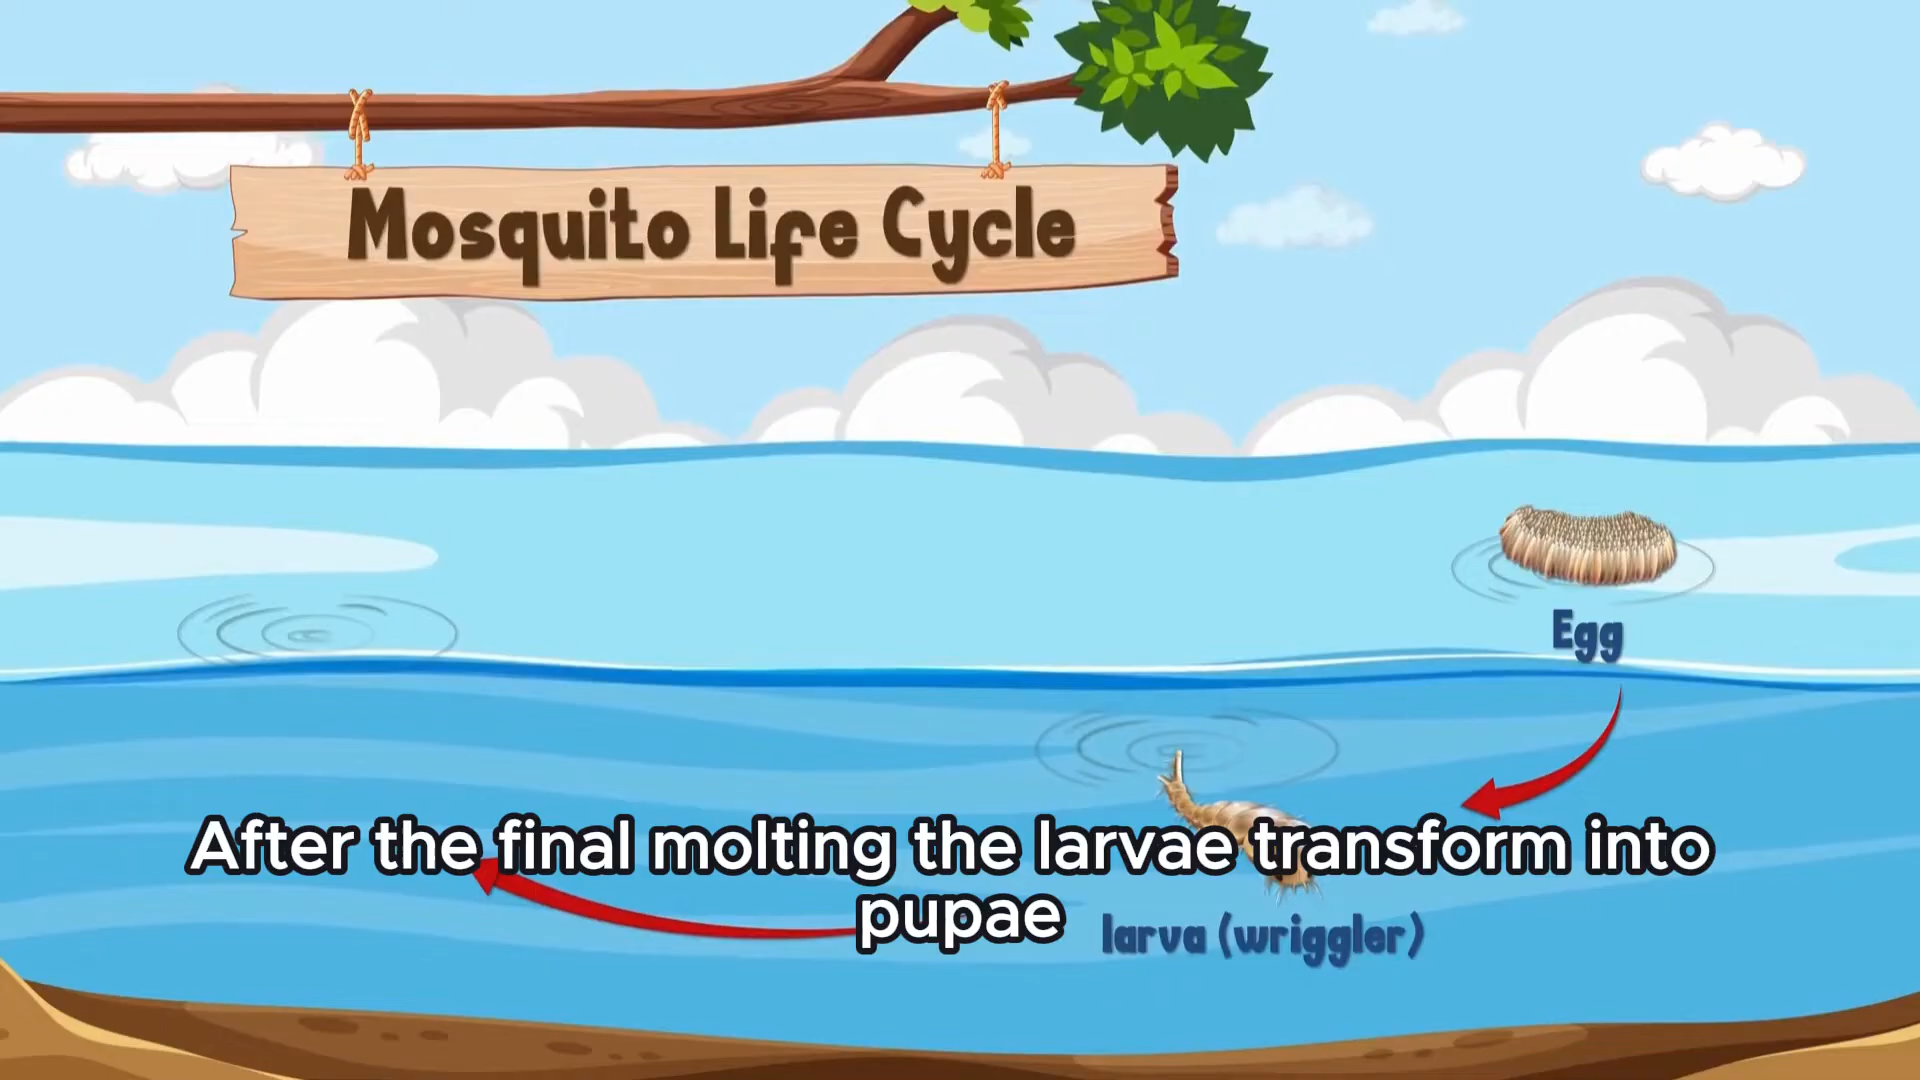 Mosquito Life Cycle
Egg
After the final molting the larvae transform into
pupae
larva (wriggler)